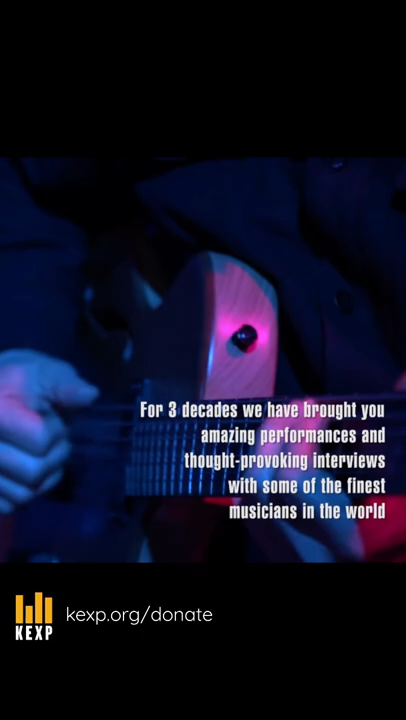 For 3 decades we have brought you
amazing performances and
thought-provoking interviews
with some of the finest
musicians in the world
KEXP
kexp.org/donate